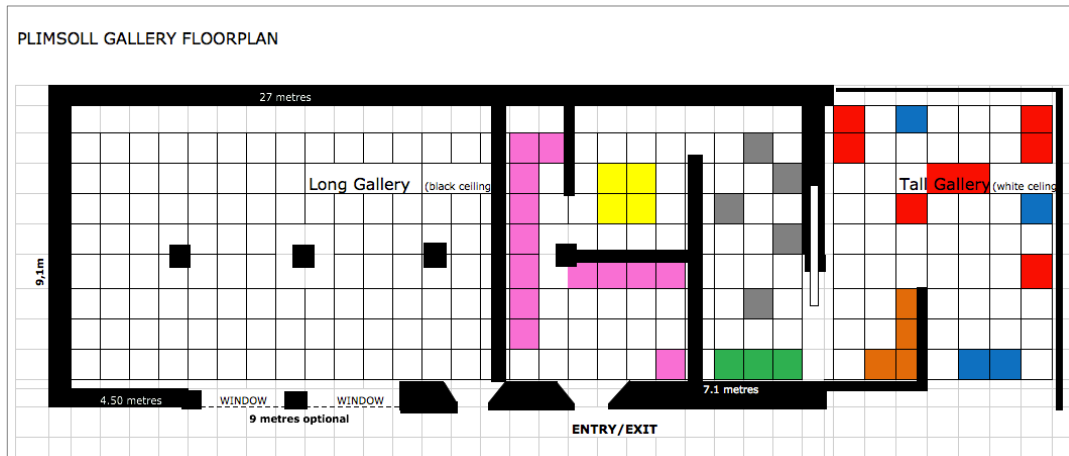 PLIMSOLL GALLERY FLOORPLAN
27 metres
Long Gallery (black ceiling
Tall Gallery (white celing
9,1m
7.1 metres
4.50 metres
WINDOW
WINDOW
9 metres optional
ENTRY/EXIT